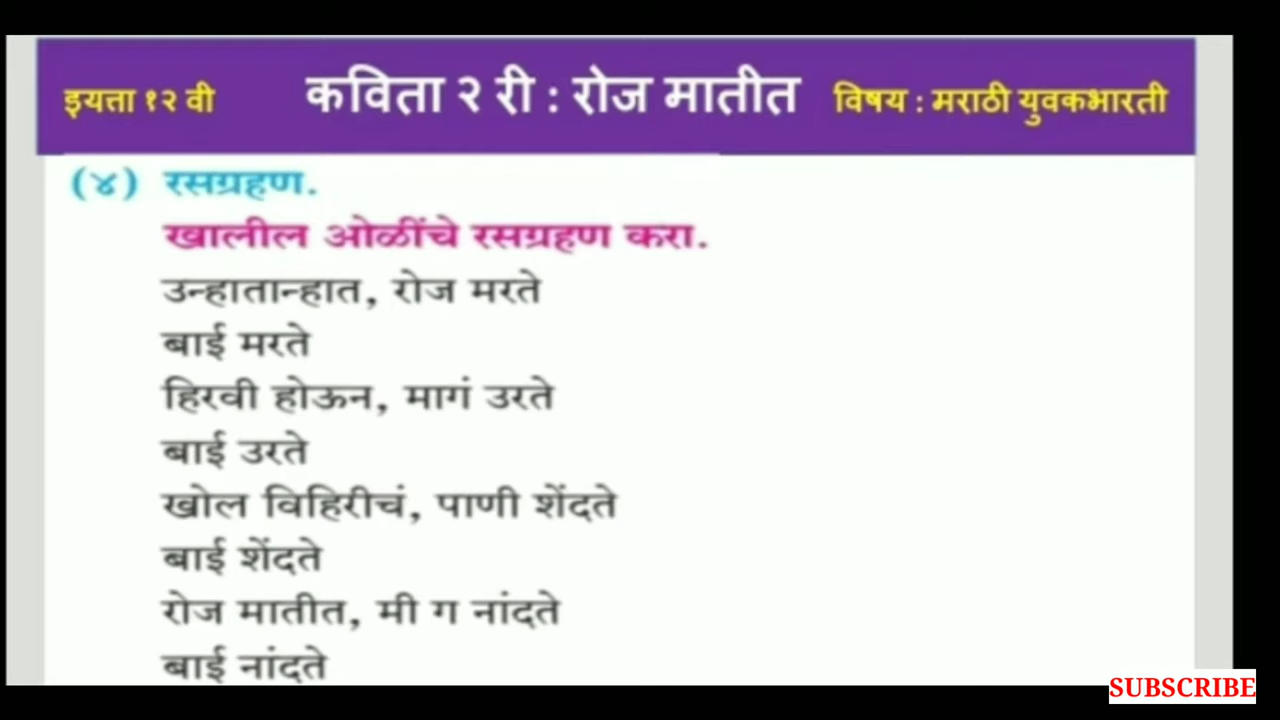 इयत्ता १२ वी कविता २ री : रोज मातीत विषय : मराठी युवकभारती
(४) रसग्रहण.
खालील ओळींचे रसग्रहण करा.
उन्हातान्हात, रोज मरते
बाई मरते
हिरवी होऊन, मागं उरते
बाई उरते
खोल विहिरीचं, पाणी शेंदते
बाई शेंदते
रोज मातीत, मी ग नांदते
बाई नांदते
SUBSCRIBE